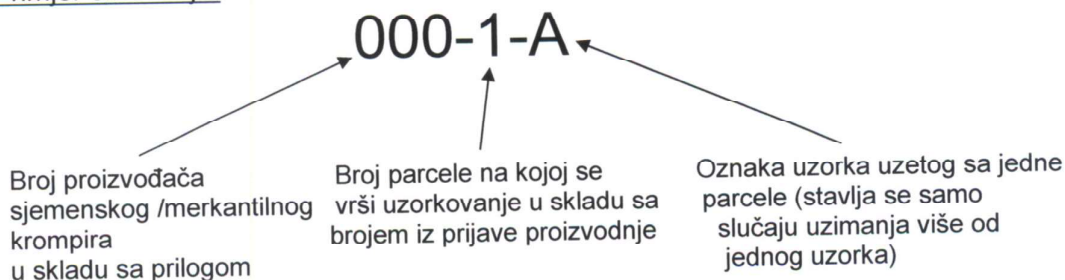 000-1-A
Broj proizvođača
sjemenskog /merkantilnog
krompira
u skladu sa prilogom
Broj parcele na kojoj se
vrši uzorkovanje u skladu sa
brojem iz prijave proizvodnje
Oznaka uzorka uzetog sa jedne
parcele (stavlja se samo
slučaju uzimanja više od
jednog uzorka)